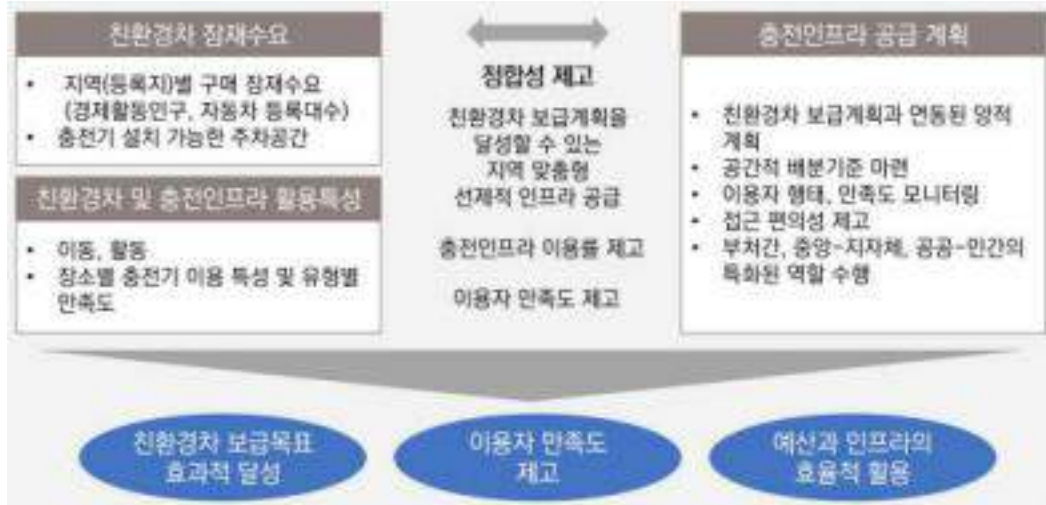 친환경차 잠재수요
• 지역(등록지)별 구매 잠재수요
(경제활동인구, 자동차 등록대수)
• 충전기 설치 가능한 주차공간
친환경차 및 충전인프라 활용특성
• 이동, 활동
• 장소별 충전기 이용 특성 및 유형별
만족도
정합성 제고
친환경차 보급계획을
달성할 수 있는
지역 맞춤형
선제적 인프라 공급
충전인프라 이용률 제고
이용자 만족도 제고
충전인프라 공급 계획
• 친환경차 보급계획과 연동된 양적
계획
• 공간적 배분기준 마련
• 이용자 행태, 만족도 모니터링
• 접근 편의성 제고
• 부처간, 중앙-지자체, 공공-민간의
특화된 역할 수행
친환경차 보급목표
효과적 달성
이용자 만족도
제고
예산과 인프라의
효율적 활용